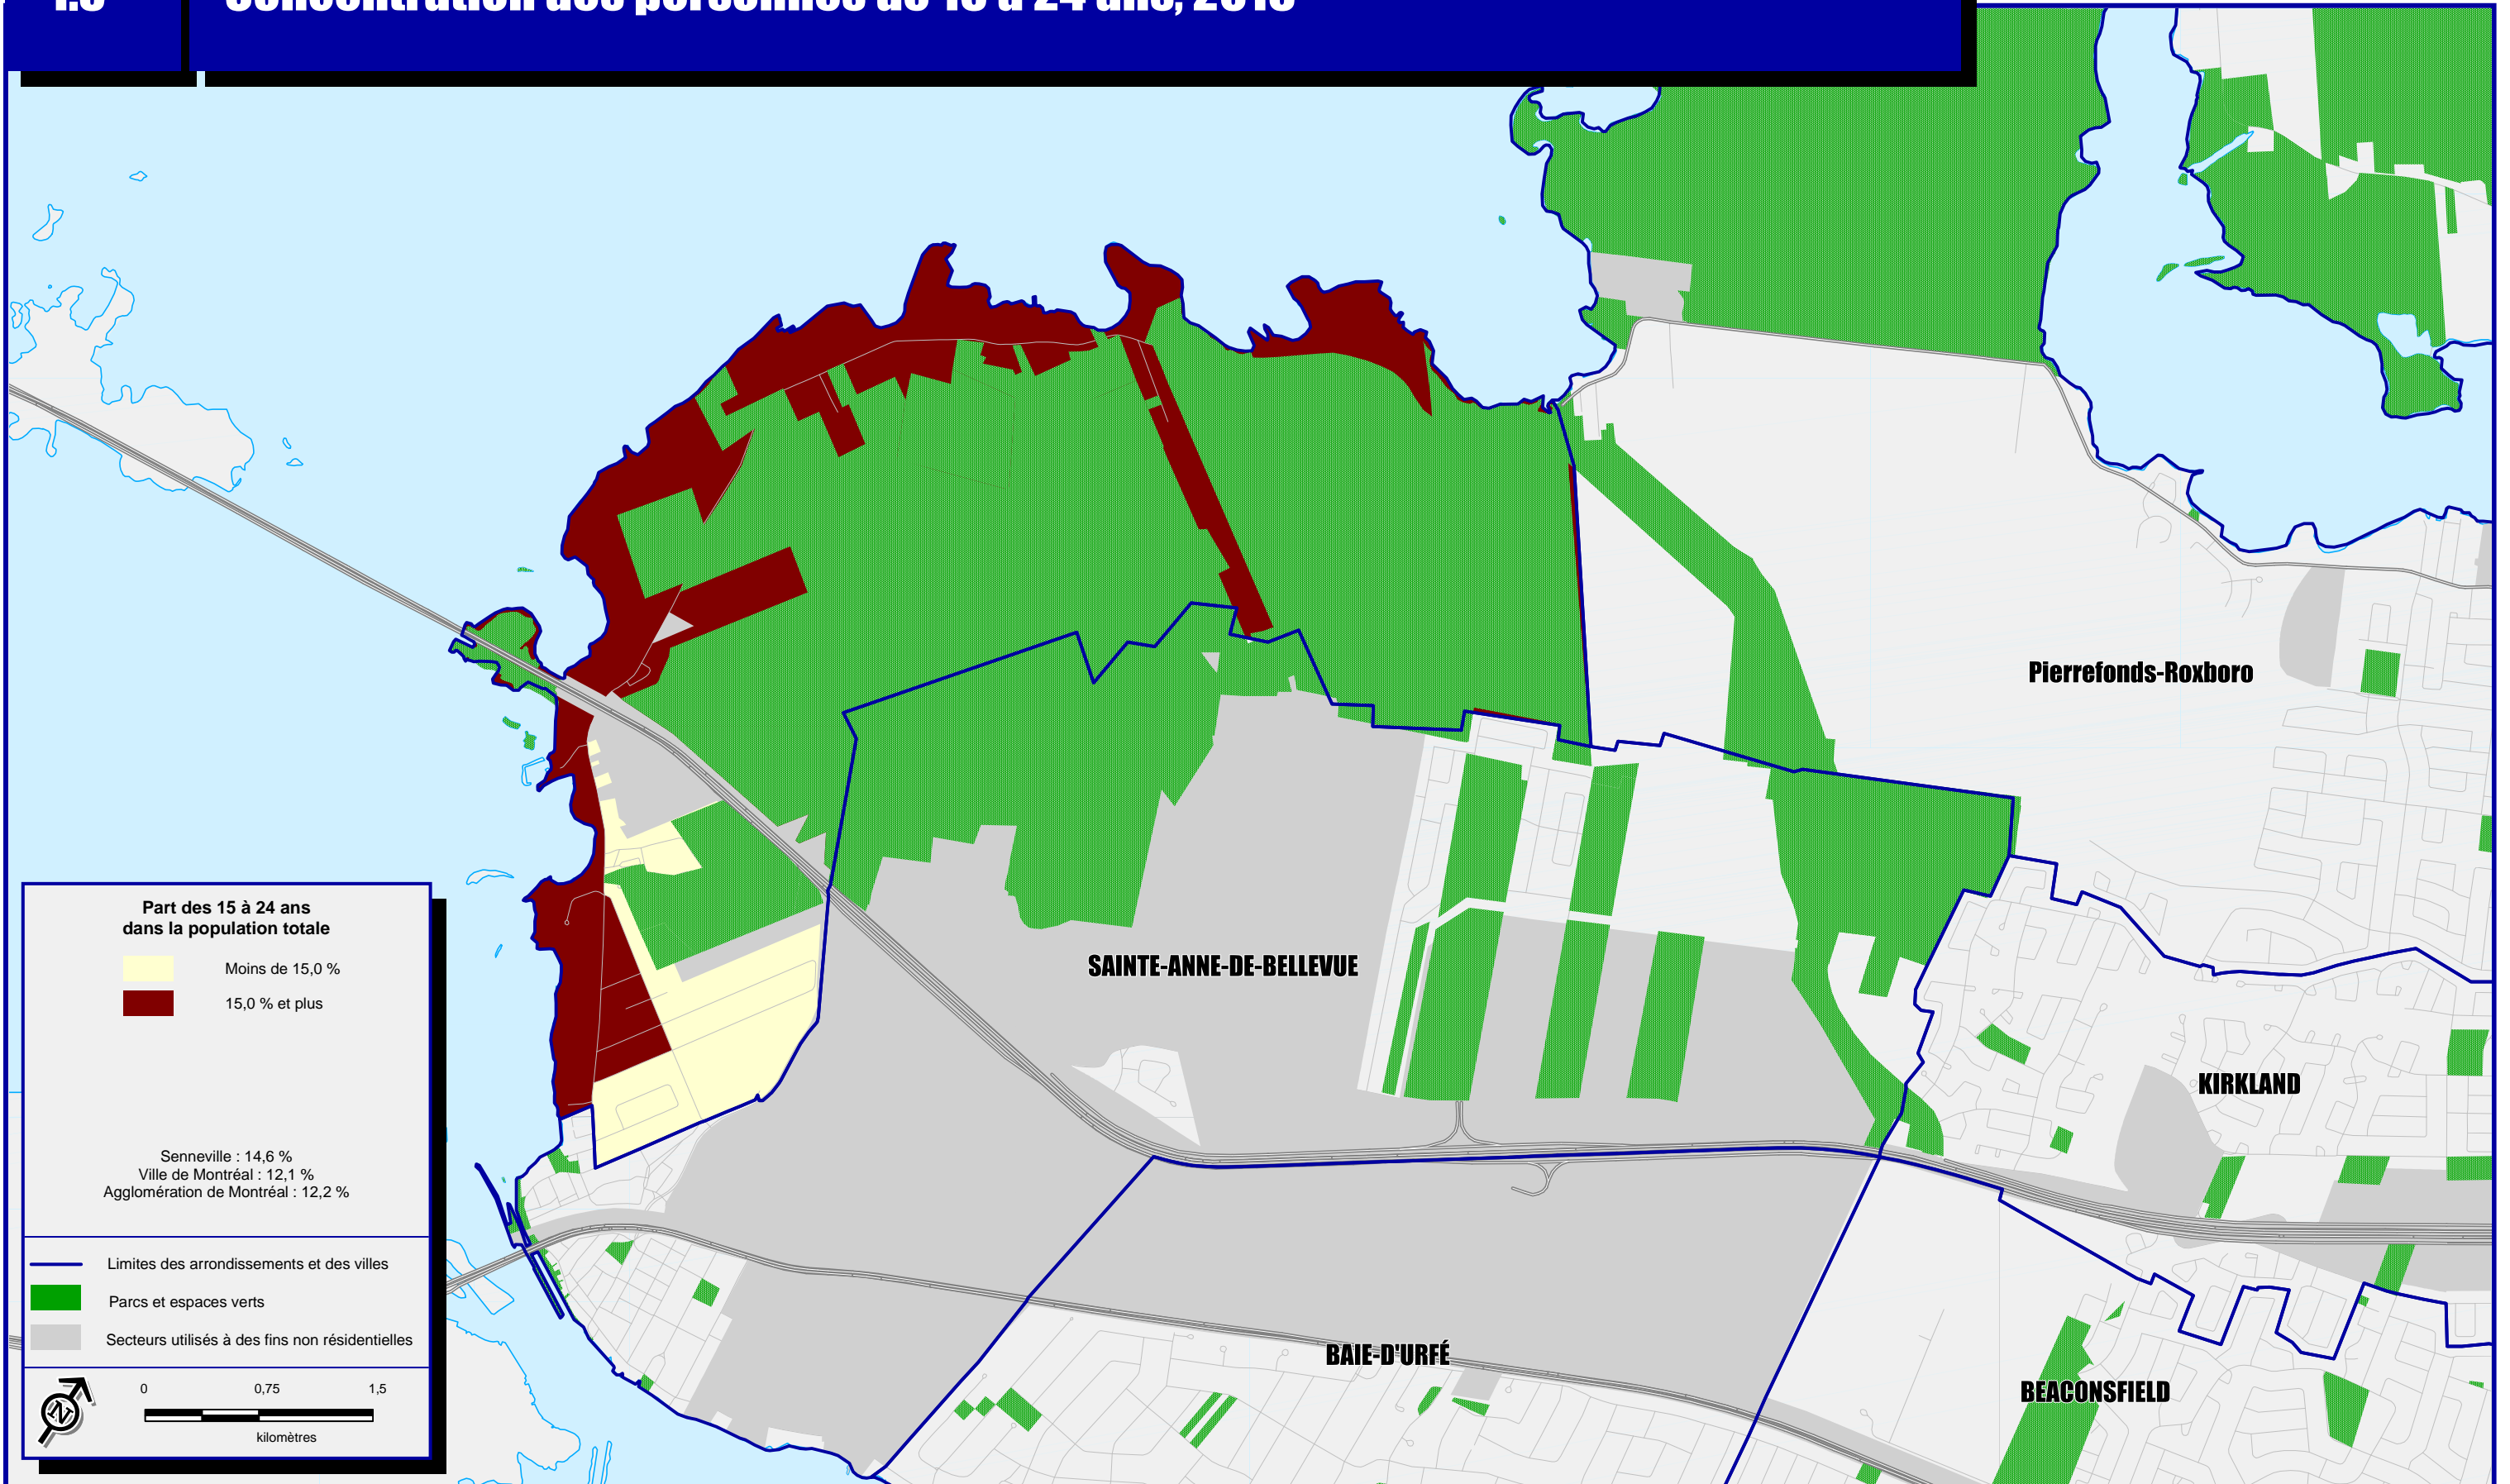 Pierrefonds-Roxboro
SAINTE-ANNE-DE-BELLEVUE
KIRKLAND
BAIE-D'URFÉ
BEACONSFIELD
Part des 15 à 24 ans
dans la population totale
Moins de 15,0 %
15,0 % et plus
Senneville : 14,6 %
Ville de Montréal : 12,1 %
Agglomération de Montréal : 12,2 %
Limites des arrondissements et des villes
Parcs et espaces verts
Secteurs utilisés à des fins non résidentielles
N
0 0,75 1,5
kilomètres